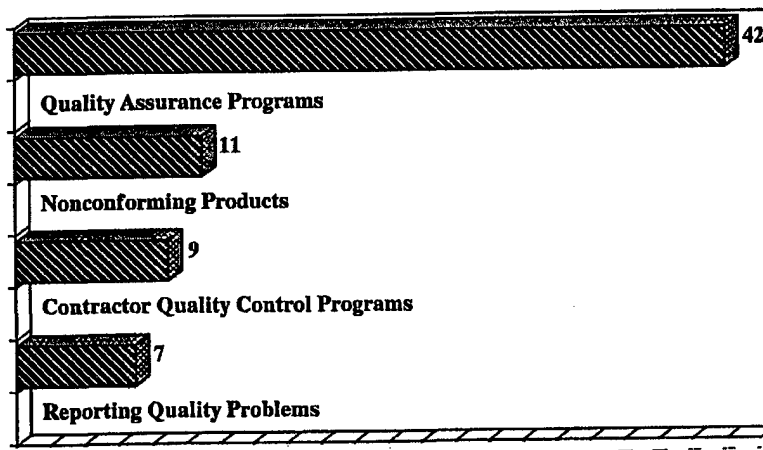 42
Quality Assurance Programs
11
Nonconforming Products
9
Contractor Quality Control Programs
7
Reporting Quality Problems